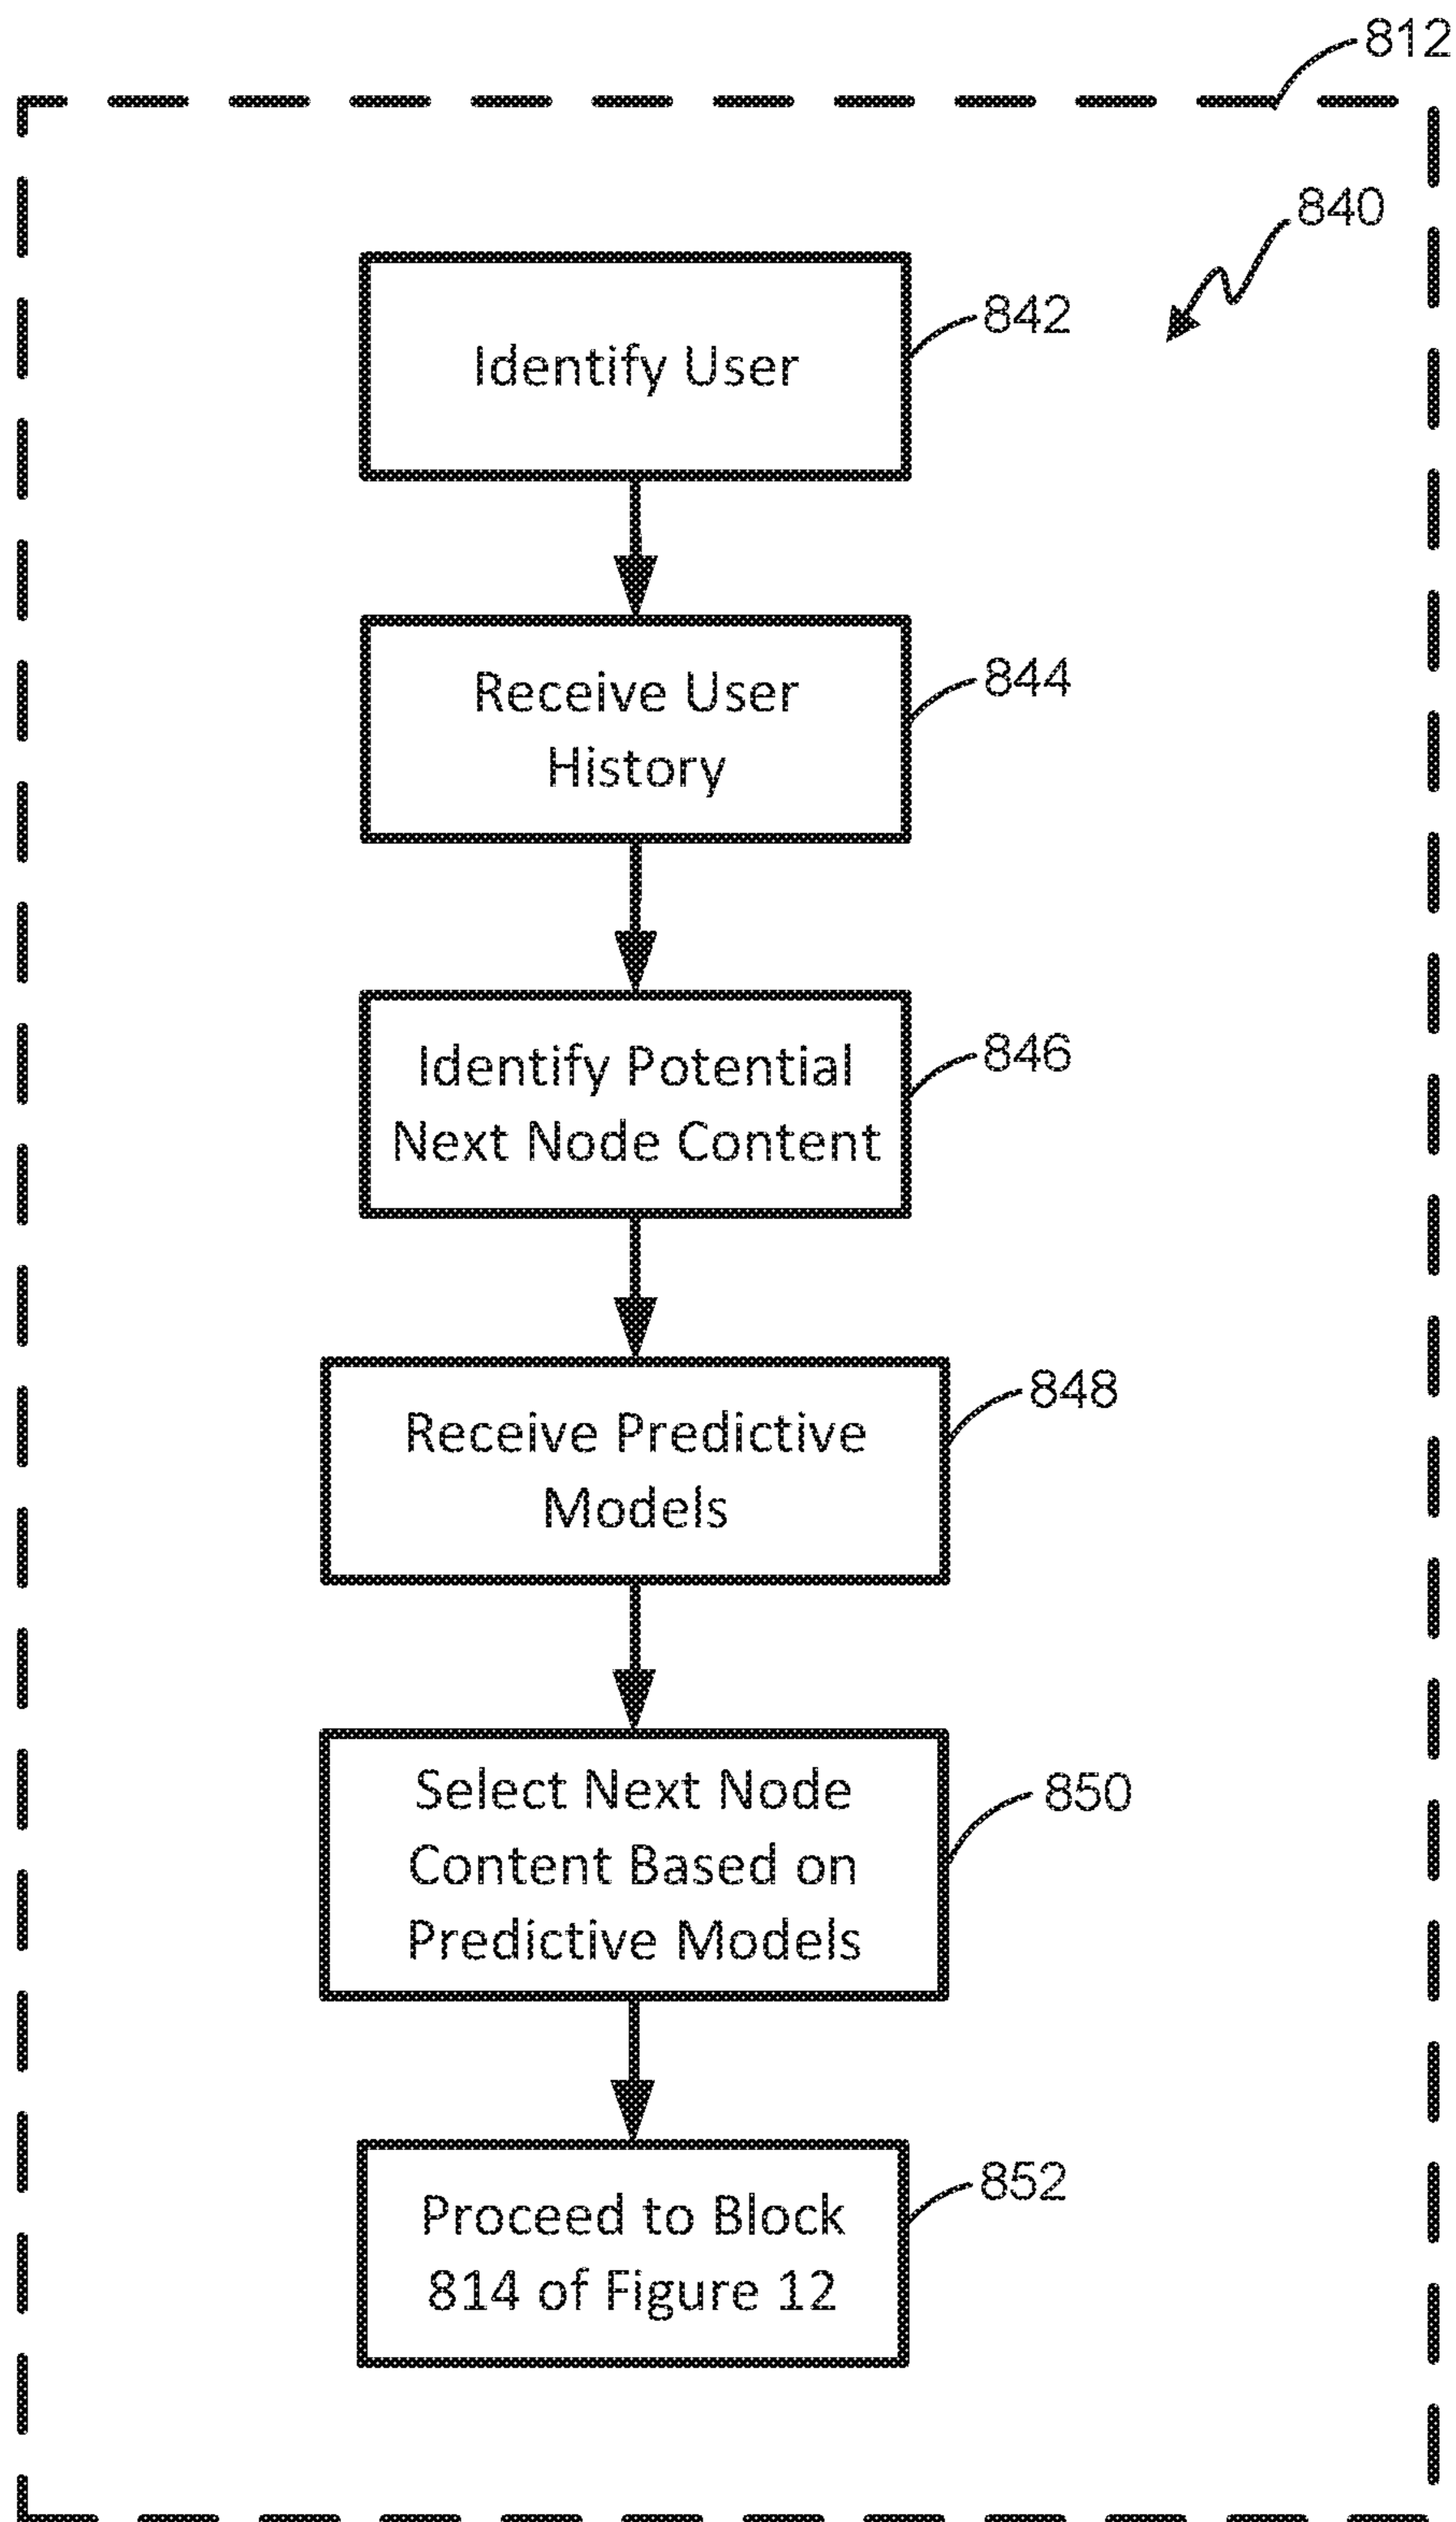 812
840
Identify User
842
Receive User
History
844
Identify Potential
Next Node Content
846
Receive Predictive
Models
848
Select Next Node
Content Based on
Predictive Models
850
Proceed to Block
814 of Figure 12
852